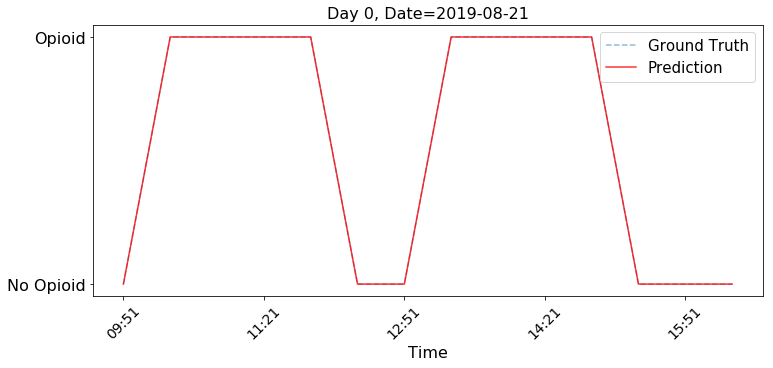 Day 0, Date=2019-08-21
Opioid
Ground Truth
Prediction
No Opioid
09:51
11:21
12:51
14:21
15:51
Time